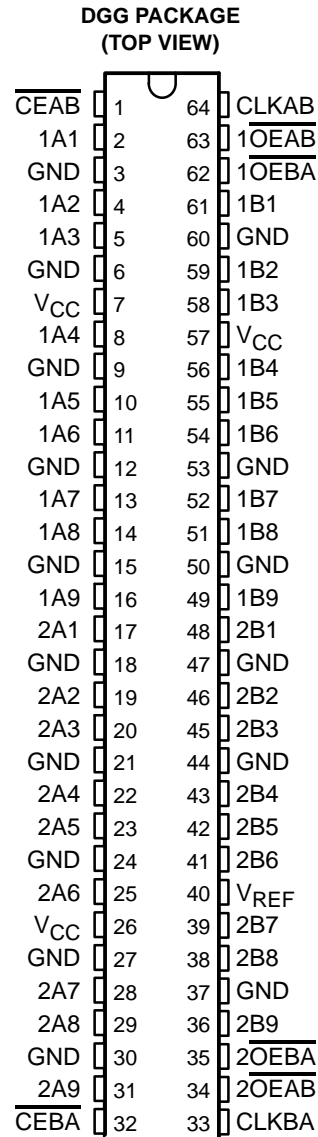 DGG PACKAGE
(TOP VIEW)
C̅E̅A̅B̅ 1 64 CLKAB
1A1 2 63 1O̅E̅A̅B̅
GND 3 62 1O̅E̅B̅A̅
1A2 4 61 1B1
1A3 5 60 GND
GND 6 59 1B2
VCC 7 58 1B3
1A4 8 57 VCC
GND 9 56 1B4
1A5 10 55 1B5
1A6 11 54 1B6
GND 12 53 GND
1A7 13 52 1B7
1A8 14 51 1B8
GND 15 50 GND
1A9 16 49 1B9
2A1 17 48 2B1
GND 18 47 GND
2A2 19 46 2B2
2A3 20 45 2B3
GND 21 44 GND
2A4 22 43 2B4
2A5 23 42 2B5
GND 24 41 2B6
2A6 25 40 VREF
VCC 26 39 2B7
GND 27 38 2B8
2A7 28 37 GND
2A8 29 36 2B9
GND 30 35 2O̅E̅B̅A̅
2A9 31 34 2O̅E̅A̅B̅
C̅E̅B̅A̅ 32 33 CLKBA